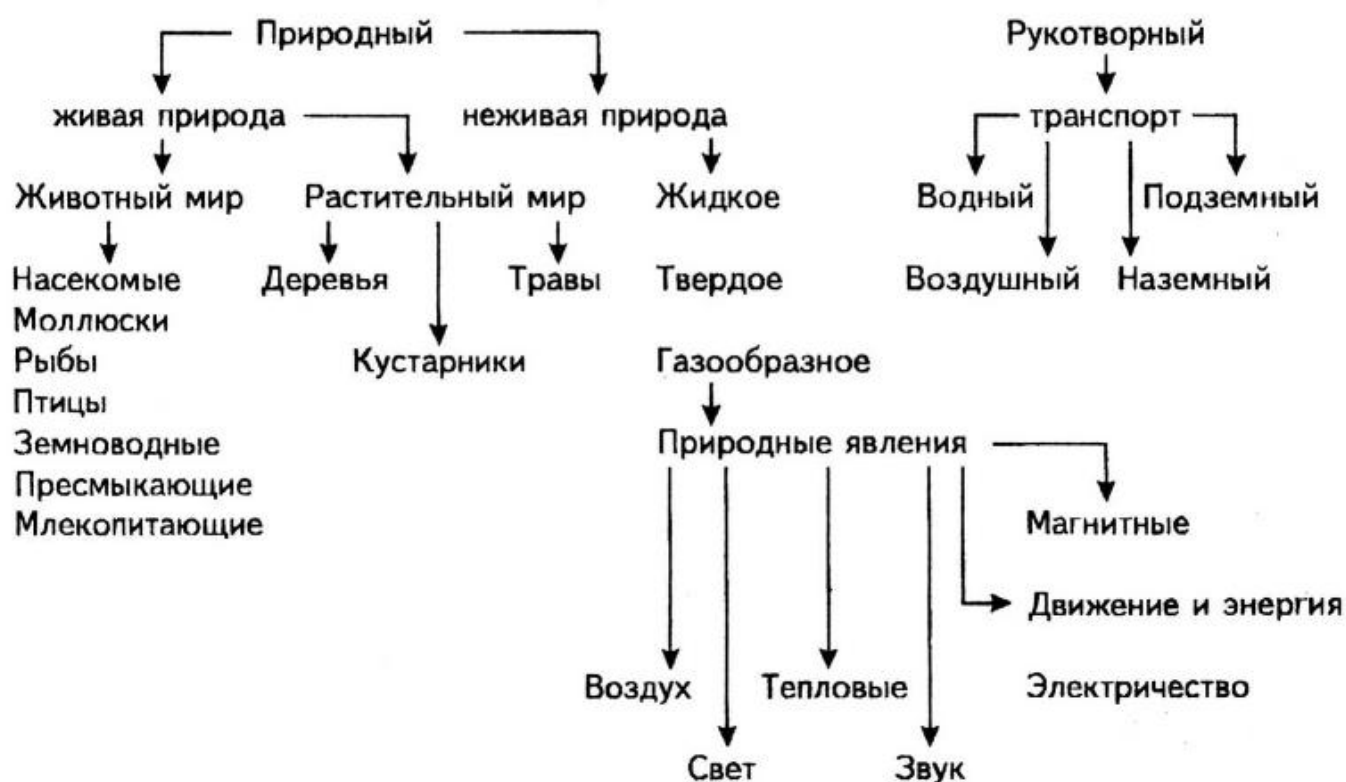 Природный Рукотворный
живая природа неживая природа транспорт
Животный мир Растительный мир Жидкое Водный Подземный
Насекомые Деревья Травы Твердое Воздушный Наземный
Моллюски
Рыбы Кустарники Газообразное
Птицы
Земноводные Природные явления
Пресмыкающие
Млекопитающие Магнитные
Движение и энергия
Воздух Тепловые Электричество
Свет Звук